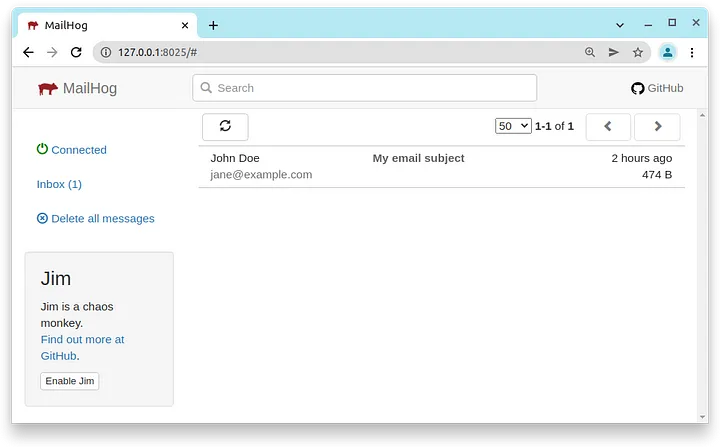 MailHog
127.0.0.1:8025/#
MailHog
Search
GitHub
Connected
Inbox (1)
Delete all messages
50
1-1 of 1
John Doe
jane@example.com
My email subject
2 hours ago
474 B
Jim
Jim is a chaos
monkey.
Find out more at
GitHub.
Enable Jim